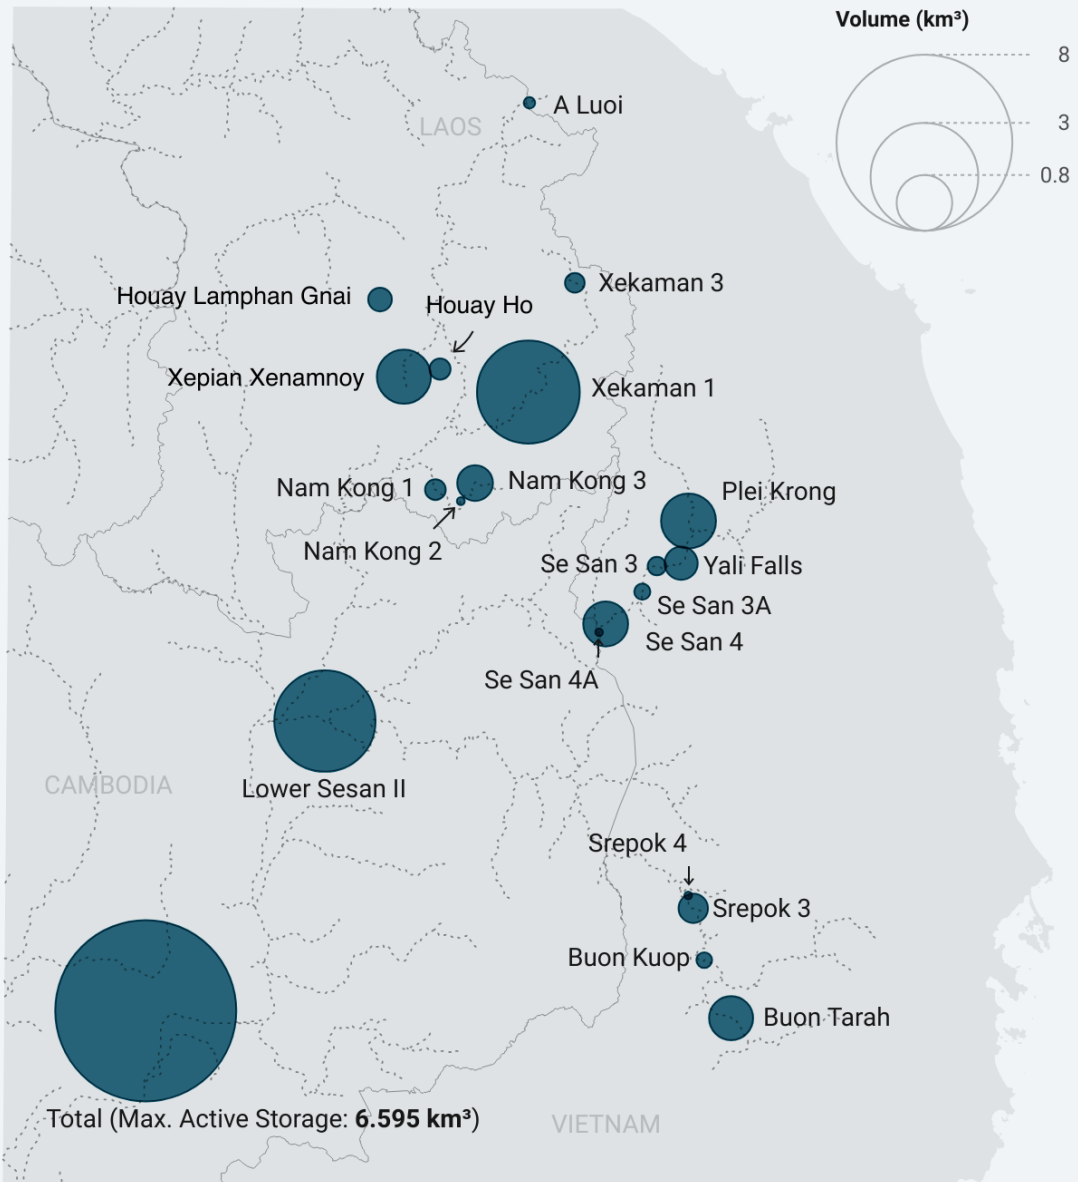 Volume (km³)
8
3
0.8
A Luoi
LAOS
Xekaman 3
Houay Lamphan Gnai
Houay Ho
Xepian Xenamnoy
Xekaman 1
Nam Kong 1
Nam Kong 3
Plei Krong
Nam Kong 2
Se San 3
Yali Falls
Se San 3A
Se San 4
Se San 4A
CAMBODIA
Lower Sesan II
Srepok 4
Srepok 3
Buon Kuop
Buon Tarah
Total (Max. Active Storage: 6.595 km³)
VIETNAM